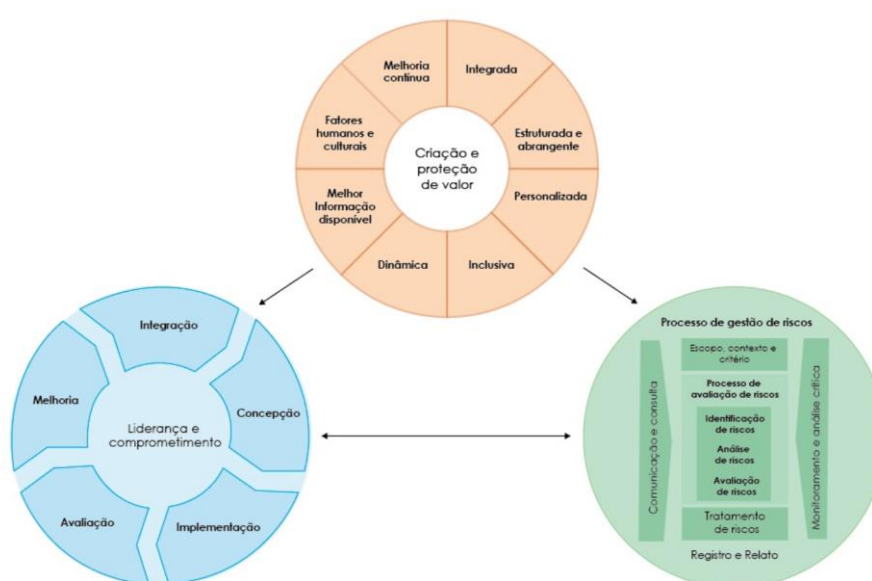 Melhoria
contínua
Integrada
Fatores
humanos e
culturais
Estruturada e
abrangente
Criação e
proteção
de valor
Melhor
Informação
disponível
Personalizada
Dinâmica
Inclusiva
Integração
Melhoria
Concepção
Liderança e
comprometimento
Avaliação
Implementação
Processo de gestão de riscos
Escopo, contexto e
critério
Comunicação e consulta
Processo de
avaliação de riscos
Identificação
de riscos
Análise
de riscos
Avaliação
de riscos
Monitoramento e análise crítica
Tratamento
de riscos
Registro e Relato